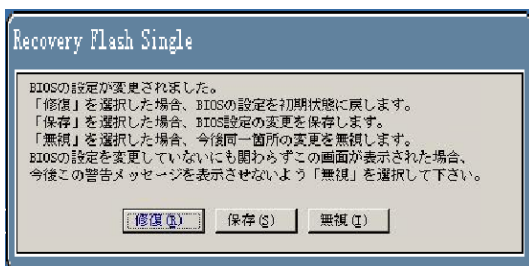 Recovery Flash Single
BIOSの設定が変更されました。
「修復」を選択した場合、BIOSの設定を初期状態に戻します。
「保存」を選択した場合、BIOS設定の変更を保存します。
「無視」を選択した場合、今後同一箇所の変更を無視します。
BIOSの設定を変更していないにも関わらずこの画面が表示された場合、
今後この警告メッセージを表示させないよう「無視」を選択して下さい。
修復(R) 保存(S) 無視(I)